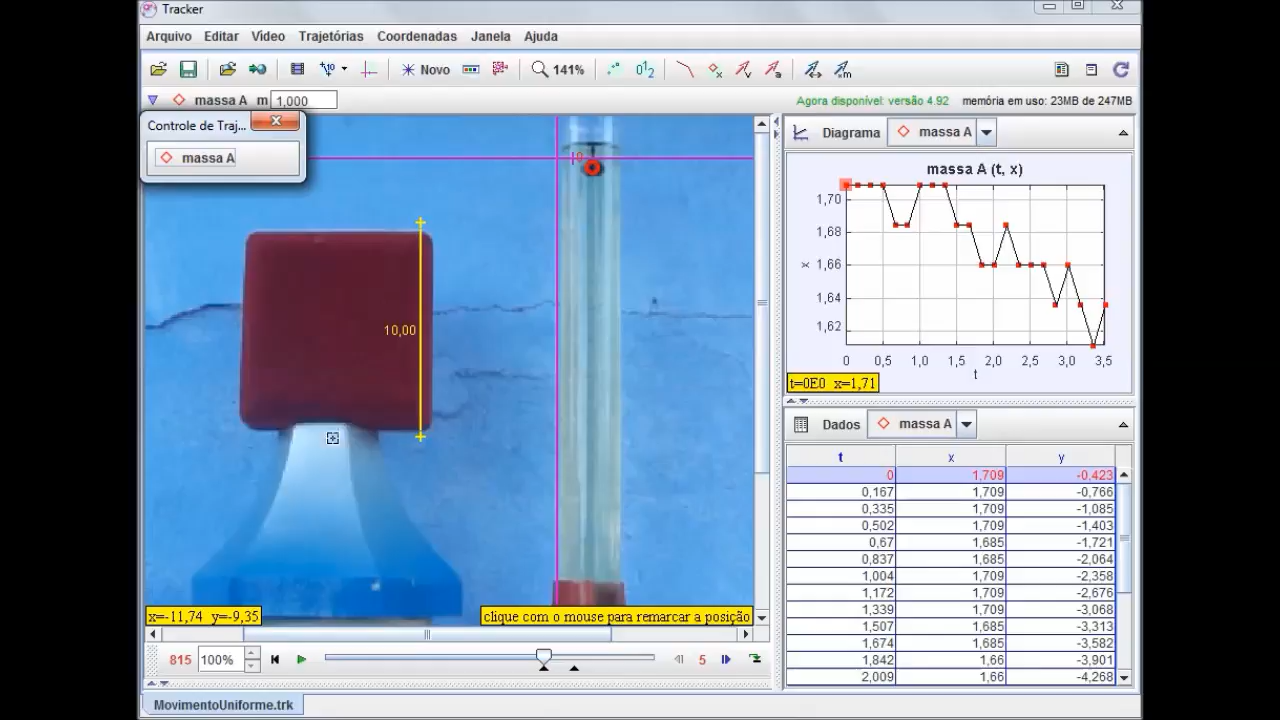 Tracker
Arquivo Editar Vídeo Trajetórias Coordenadas Janela Ajuda
Novo 141%
massa A m 1,000 Agora disponível: versão 4.92 memória em uso: 23MB de 247MB
Controle de Traj...
massa A
10,00
0
x=-11,74 y=-9,35
clique com o mouse para remarcar a posição
815 100% 5
MovimentoUniforme.trk
Diagrama massa A
massa A (t, x)
1,70
1,68
1,66
1,64
1,62
x
0 0,5 1,0 1,5 2,0 2,5 3,0 3,5
t
t=0E0 x=1,71
Dados massa A
t x y
0 1,709 -0,423
0,167 1,709 -0,766
0,335 1,709 -1,085
0,502 1,709 -1,403
0,67 1,685 -1,721
0,837 1,685 -2,064
1,004 1,709 -2,358
1,172 1,709 -2,676
1,339 1,709 -3,068
1,507 1,685 -3,313
1,674 1,685 -3,582
1,842 1,66 -3,901
2,009 1,66 -4,268